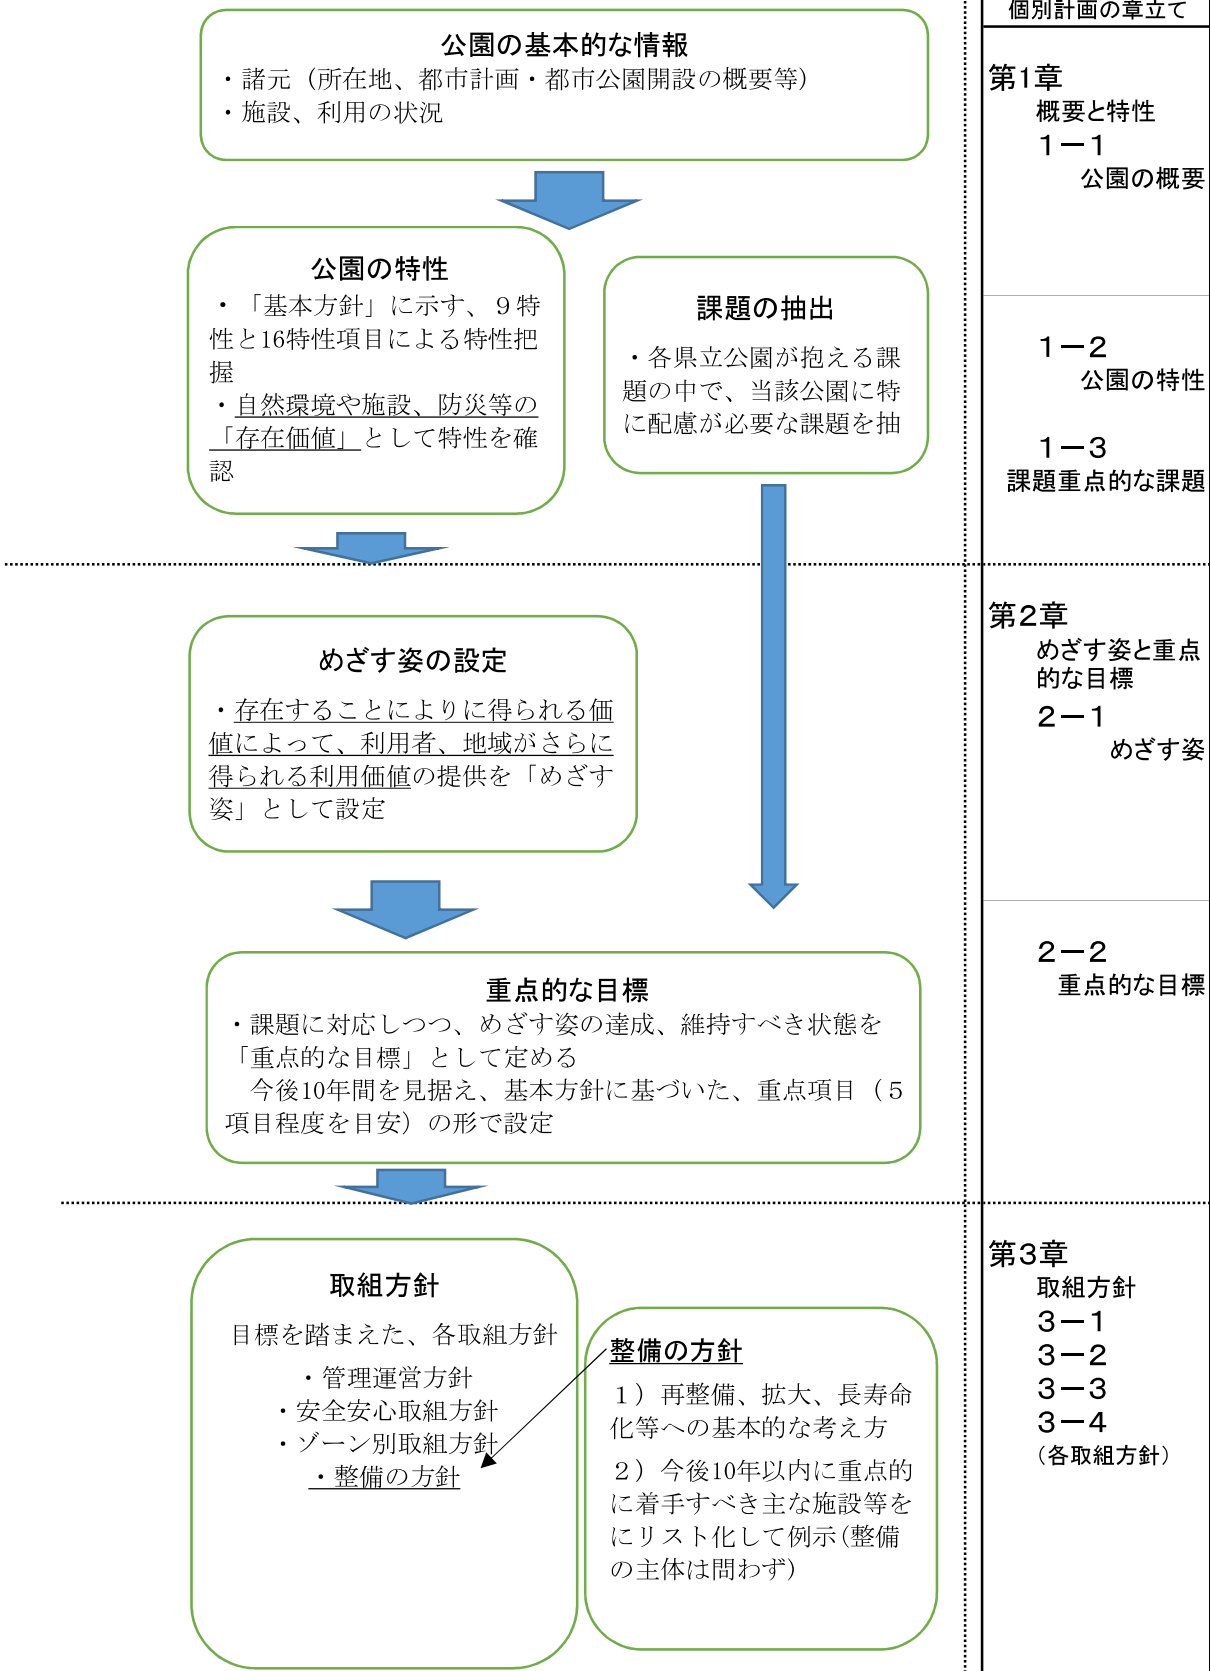 個別計画の章立て
公園の基本的な情報
・諸元（所在地、都市計画・都市公園開設の概要等）
・施設、利用の状況
第1章
概要と特性
1－1
公園の概要
公園の特性
・「基本方針」に示す、９特
性と16特性項目による特性把
握
・自然環境や施設、防災等の
「存在価値」として特性を確
認
課題の抽出
・各県立公園が抱える課
題の中で、当該公園に特
に配慮が必要な課題を抽
1－2
公園の特性
1－3
課題重点的な課題
めざす姿の設定
・存在することによりに得られる価
値によって、利用者、地域がさらに
得られる利用価値の提供を「めざす
姿」として設定
第2章
めざす姿と重点
的な目標
2－1
めざす姿
重点的な目標
・課題に対応しつつ、めざす姿の達成、維持すべき状態を
「重点的な目標」として定める
今後10年間を見据え、基本方針に基づいた、重点項目（５
項目程度を目安）の形で設定
2－2
重点的な目標
取組方針
目標を踏まえた、各取組方針
・管理運営方針
・安全安心取組方針
・ゾーン別取組方針
・整備の方針
整備の方針
１）再整備、拡大、長寿命
化等への基本的な考え方
２）今後10年以内に重点的
に着手すべき主な施設等を
にリスト化して例示(整備
の主体は問わず)
第3章
取組方針
3－1
3－2
3－3
3－4
（各取組方針）